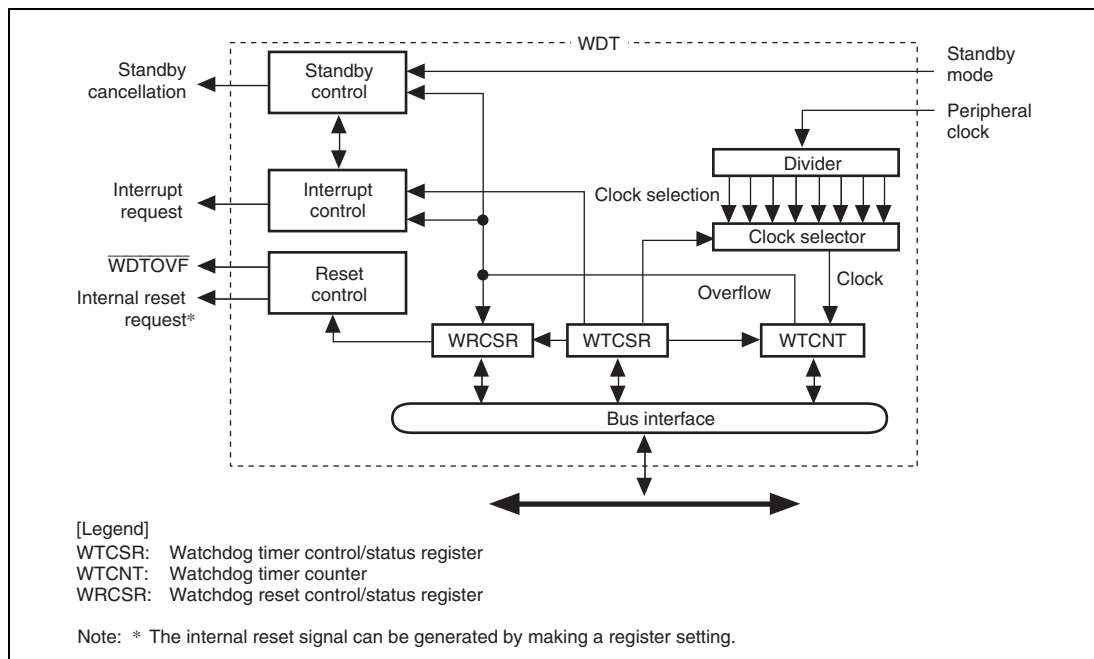 WDT
Standby
cancellation
Standby
control
Standby
mode
Peripheral
clock
Divider
Interrupt
request
Interrupt
control
Clock selection
Clock selector
WDTOVF
Internal reset
request*
Reset
control
Overflow
Clock
WRCSR
WTCSR
WTCNT
Bus interface
[Legend]
WTCSR: Watchdog timer control/status register
WTCNT: Watchdog timer counter
WRCSR: Watchdog reset control/status register
Note: * The internal reset signal can be generated by making a register setting.